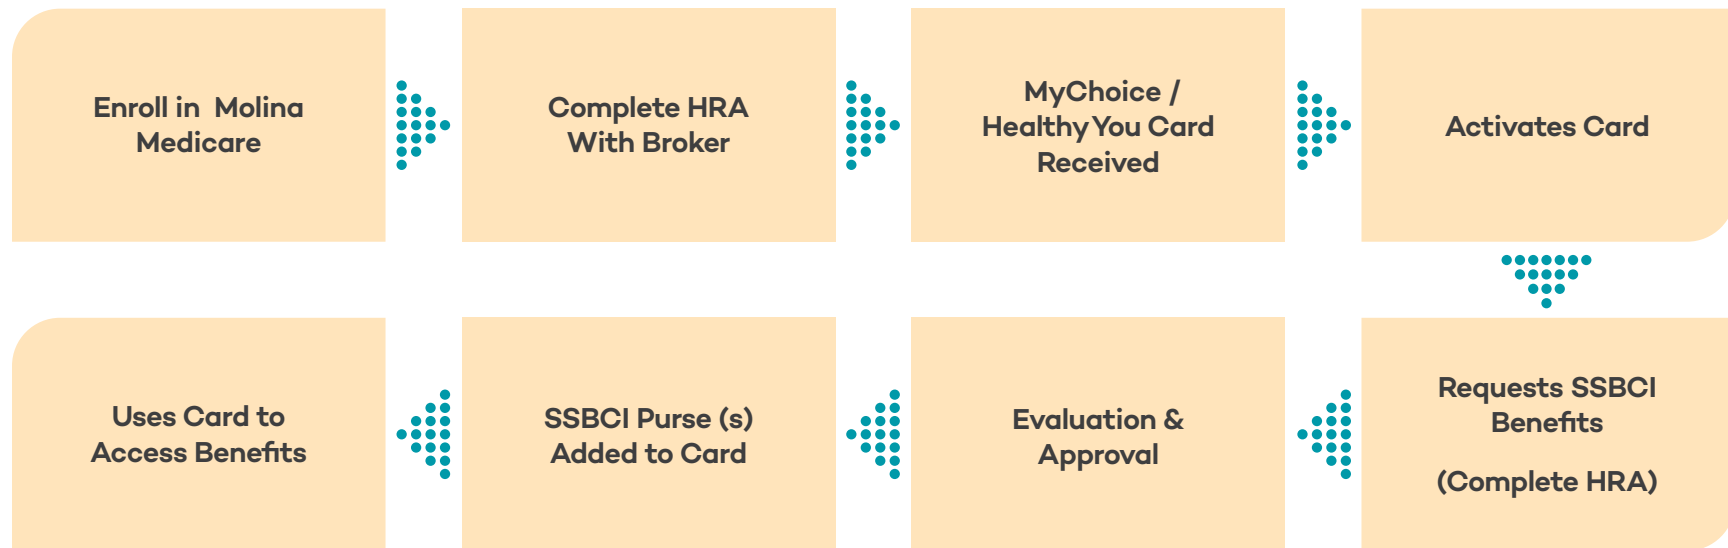 Enroll in  Molina
Medicare
Complete HRA
With Broker
MyChoice /
Healthy You Card
Received
Activates Card
Requests SSBCI
Benefits
(Complete HRA)
Evaluation &
Approval
SSBCI Purse (s)
Added to Card
Uses Card to
Access Benefits